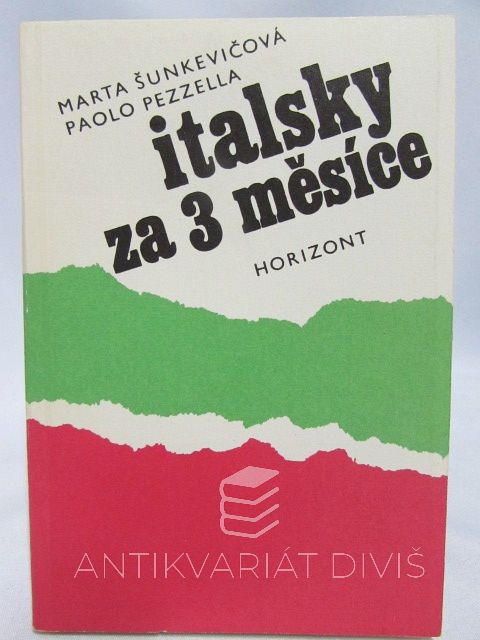 MARTA ŠUNKEVIČOVÁ
PAOLO PEZZELLA
italsky
za 3 měsíce
HORIZONT
ANTIKVARIÁT DIVIŠ